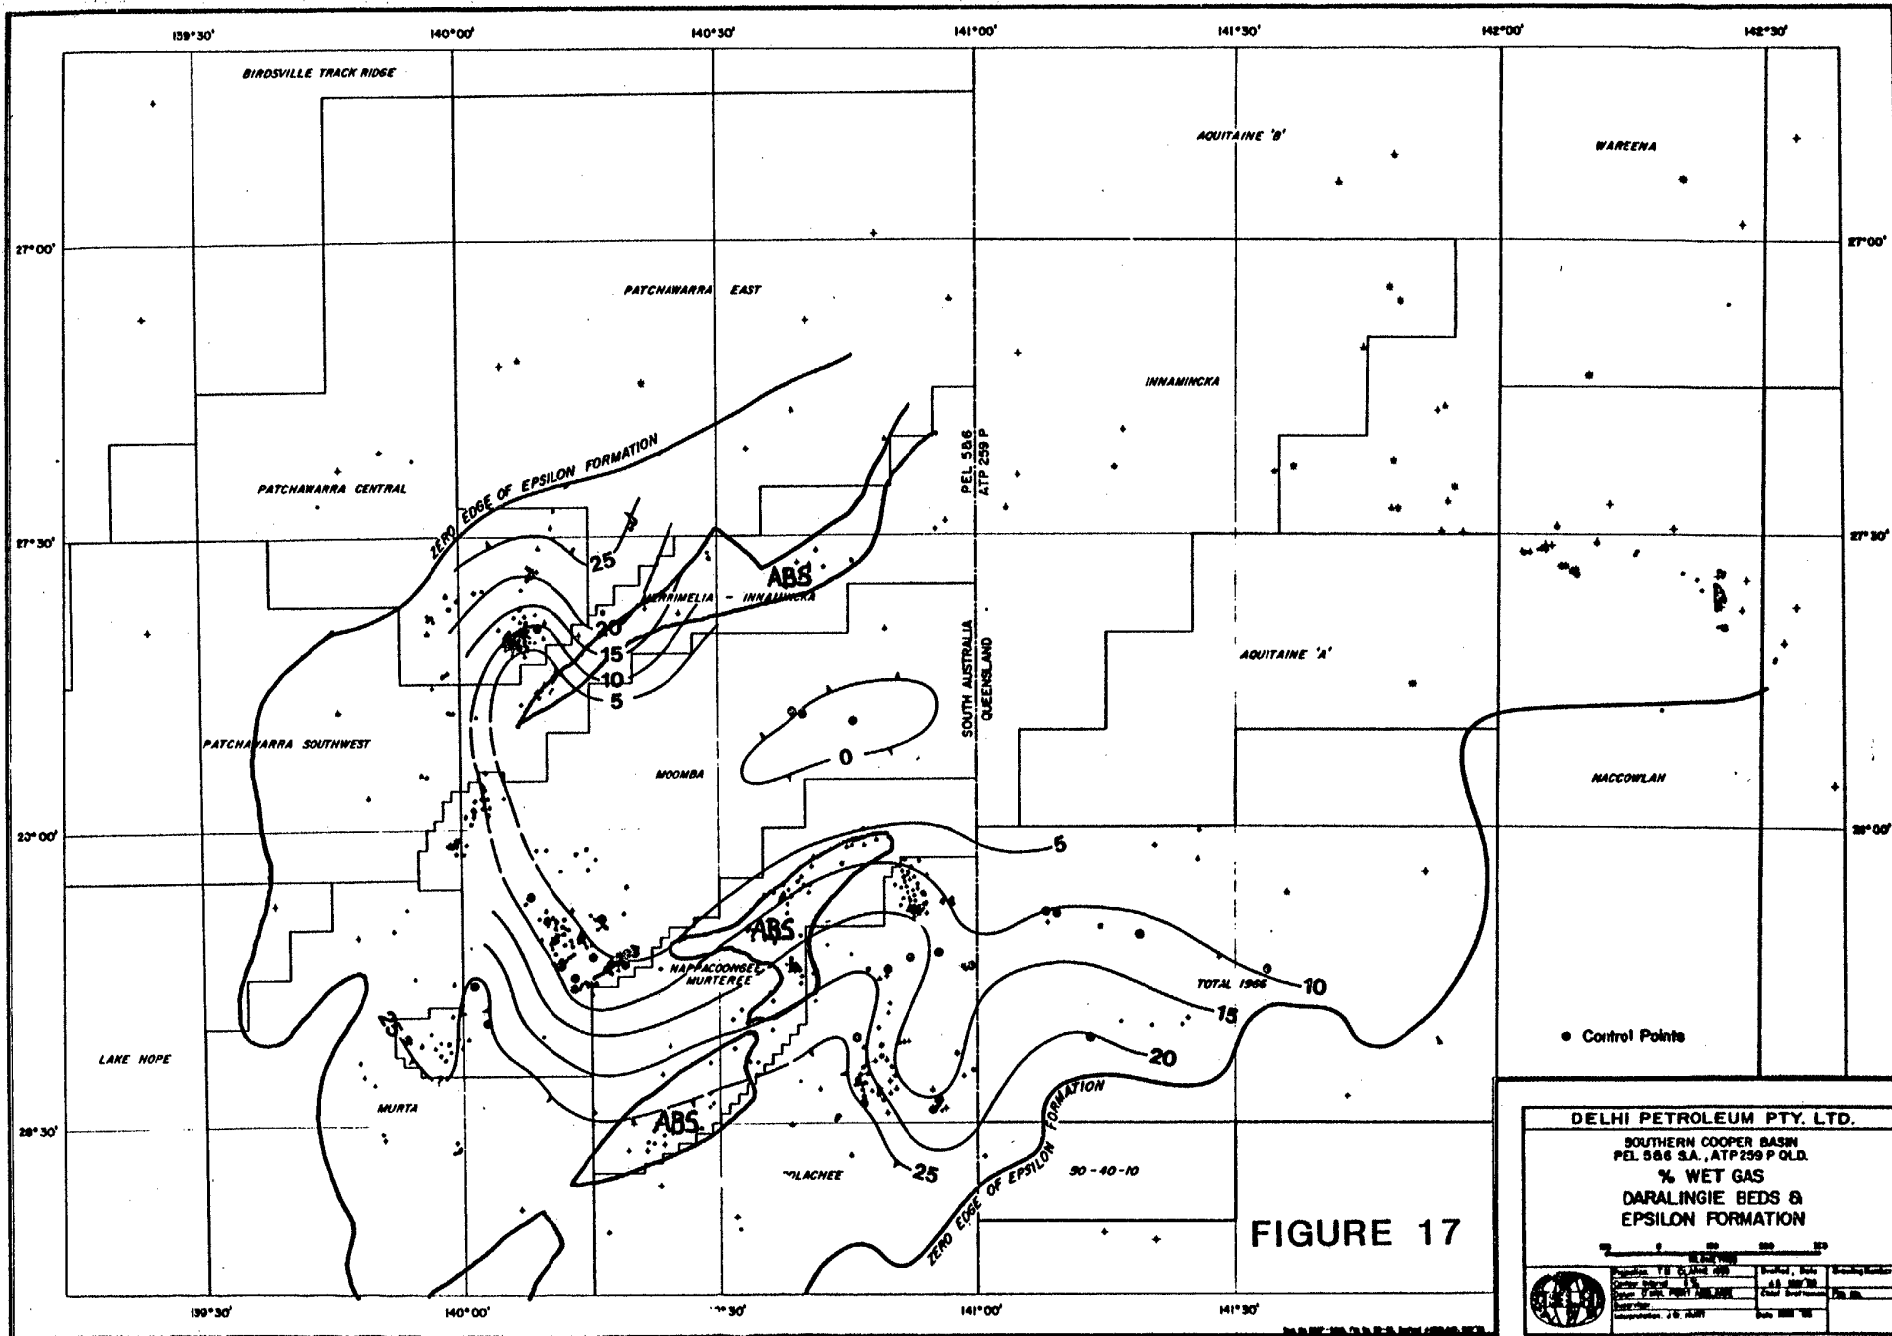 139°30' 140°00' 140°30' 141°00' 141°30' 142°00' 142°30'
BIRDSVILLE TRACK RIDGE
AQUITAINE 'B'
WAREENA
27°00' 27°00'
PATCHAWARRA EAST
INNAMINCKA
ZERO EDGE OF EPSILON FORMATION
PEL 5&6
ATP 259 P
PATCHAWARRA CENTRAL
27°30' 27°30'
25
ABS
MERRIMELIA - INNAMINCKA
20
15
10
5
SOUTH AUSTRALIA
QUEENSLAND
AQUITAINE 'A'
PATCHAWARRA SOUTHWEST
MOOMBA
0
NACCOWLAH
28°00'
5
ABS
NAPPACOONGEE
MURTEREE
TOTAL 1966
10
15
20
25
LAKE HOPE
MURTA
Control Points
28°30'
ABS
25
90-40-10
ZERO EDGE OF EPSILON FORMATION
FIGURE 17
DELHI PETROLEUM PTY. LTD.
SOUTHERN COOPER BASIN
PEL 5&6 S.A., ATP 259 P QLD.
% WET GAS
DARALINGIE BEDS &
EPSILON FORMATION
139°30' 140°00' 141°00' 141°30'